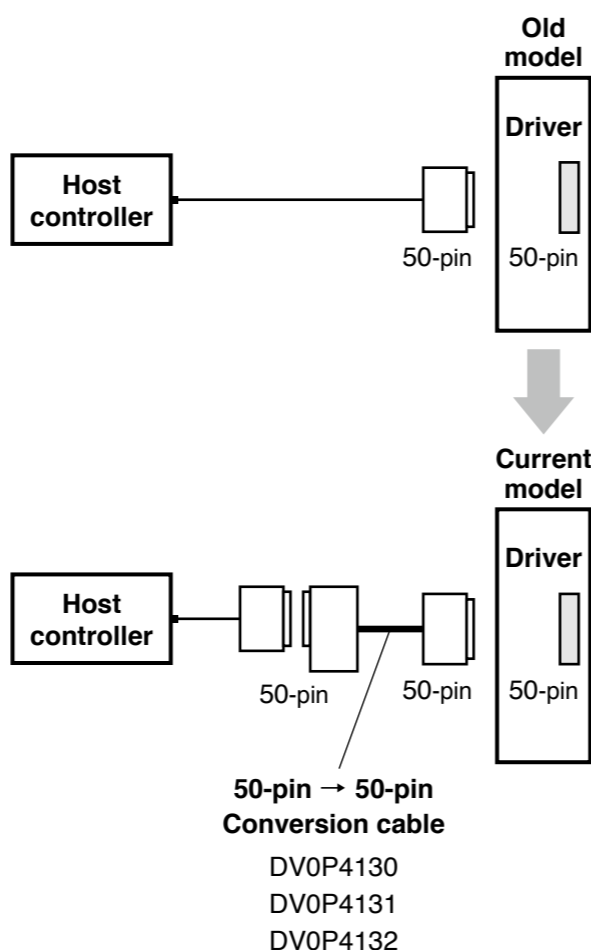 Old
model
Driver
Host
controller
50-pin
50-pin
Current
model
Driver
Host
controller
50-pin
50-pin
50-pin
50-pin → 50-pin
Conversion cable
DV0P4130
DV0P4131
DV0P4132